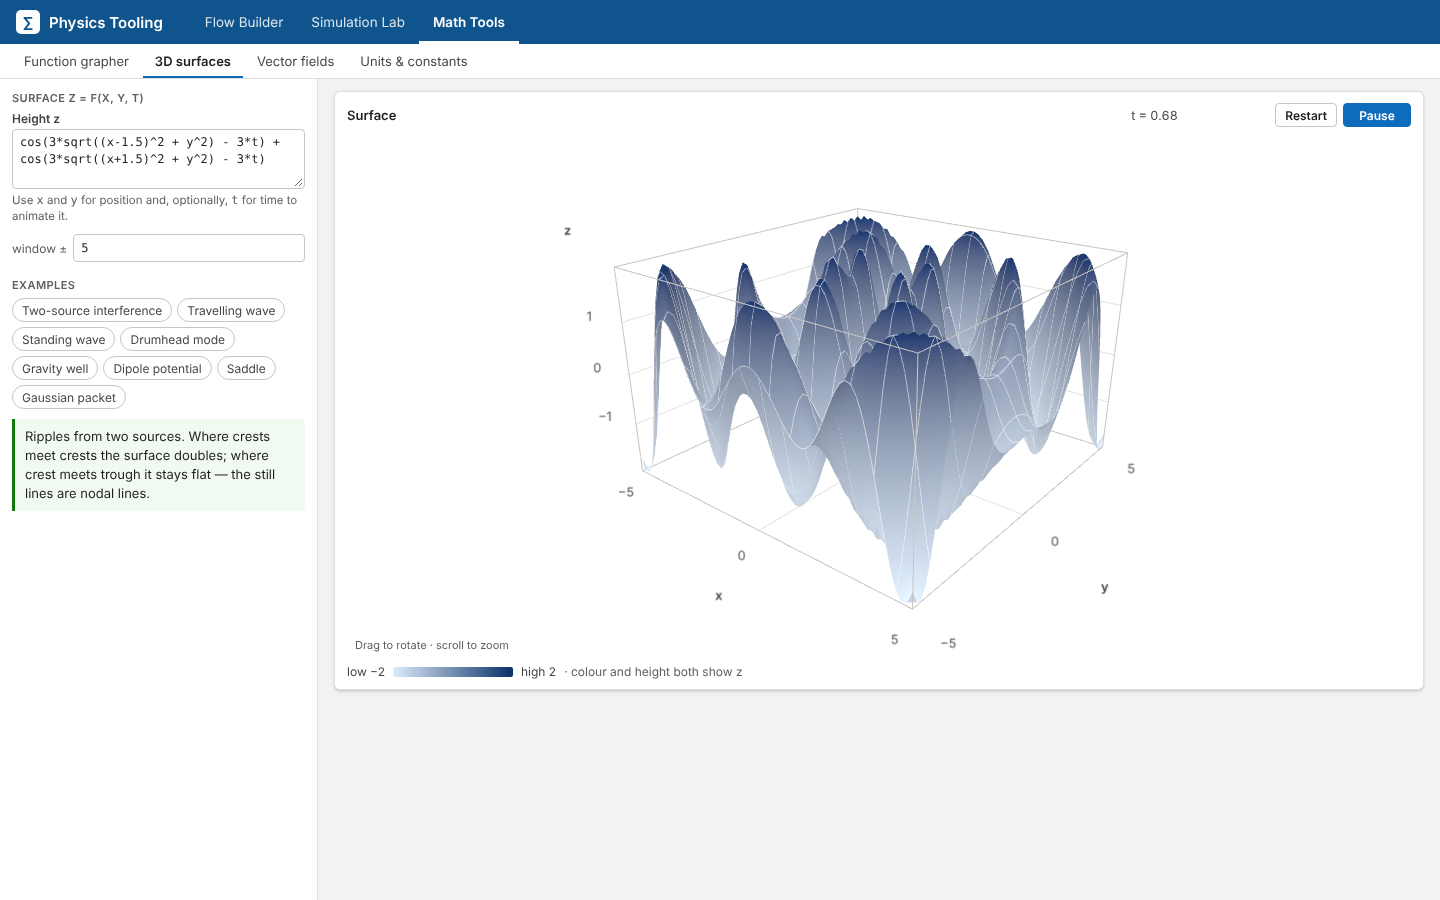 ∑ Physics Tooling Flow Builder Simulation Lab Math Tools
Function grapher 3D surfaces Vector fields Units & constants
SURFACE Z = F(X, Y, T)
Height z
cos(3*sqrt((x-1.5)^2 + y^2) - 3*t) +
cos(3*sqrt((x+1.5)^2 + y^2) - 3*t)
Use x and y for position and, optionally, t for time to
animate it.
window ± 5
EXAMPLES
Two-source interference Travelling wave
Standing wave Drumhead mode
Gravity well Dipole potential Saddle
Gaussian packet
Ripples from two sources. Where crests
meet crests the surface doubles; where
crest meets trough it stays flat — the still
lines are nodal lines.
Surface t = 0.68 Restart Pause
z
1
0
−1
−5
0
x
5
−5
0
y
5
Drag to rotate · scroll to zoom
low −2 high 2 · colour and height both show z